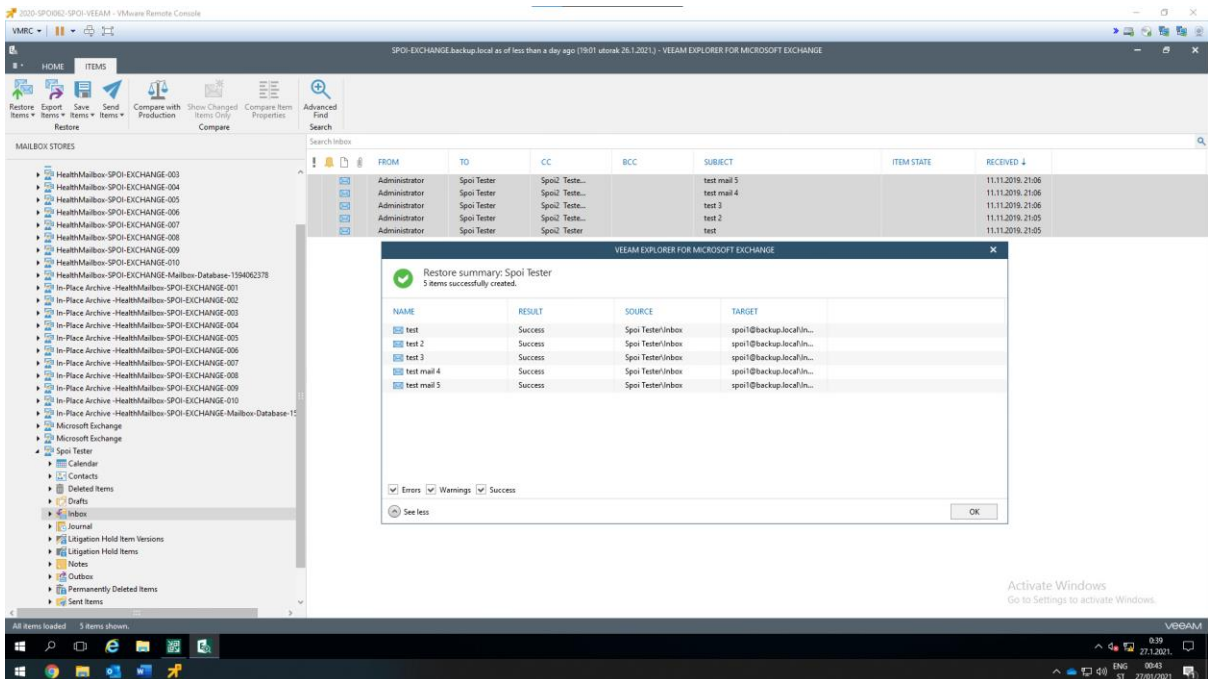 2020-SPOI062-SPOI-VEEAM - VMware Remote Console
VMRC
SPOI-EXCHANGE.backup.local as of less than a day ago (19:01 utorak 26.1.2021.) - VEEAM EXPLORER FOR MICROSOFT EXCHANGE
HOME ITEMS
Restore Items Export Items Save Items Send Items Compare with Production Show Changed Items Only Compare Item Properties Advanced Find
Restore Compare Search
MAILBOX STORES
Search Inbox
FROM TO CC BCC SUBJECT ITEM STATE RECEIVED
Administrator Spoi Tester Spoi2 Teste... test mail 5 11.11.2019. 21:06
Administrator Spoi Tester Spoi2 Teste... test mail 4 11.11.2019. 21:06
Administrator Spoi Tester Spoi2 Teste... test 3 11.11.2019. 21:06
Administrator Spoi Tester Spoi2 Teste... test 2 11.11.2019. 21:05
Administrator Spoi Tester Spoi2 Tester test 11.11.2019. 21:05
HealthMailbox-SPOI-EXCHANGE-003
HealthMailbox-SPOI-EXCHANGE-004
HealthMailbox-SPOI-EXCHANGE-005
HealthMailbox-SPOI-EXCHANGE-006
HealthMailbox-SPOI-EXCHANGE-007
HealthMailbox-SPOI-EXCHANGE-008
HealthMailbox-SPOI-EXCHANGE-009
HealthMailbox-SPOI-EXCHANGE-010
HealthMailbox-SPOI-EXCHANGE-Mailbox-Database-1594062378
In-Place Archive -HealthMailbox-SPOI-EXCHANGE-001
In-Place Archive -HealthMailbox-SPOI-EXCHANGE-002
In-Place Archive -HealthMailbox-SPOI-EXCHANGE-003
In-Place Archive -HealthMailbox-SPOI-EXCHANGE-004
In-Place Archive -HealthMailbox-SPOI-EXCHANGE-005
In-Place Archive -HealthMailbox-SPOI-EXCHANGE-006
In-Place Archive -HealthMailbox-SPOI-EXCHANGE-007
In-Place Archive -HealthMailbox-SPOI-EXCHANGE-008
In-Place Archive -HealthMailbox-SPOI-EXCHANGE-009
In-Place Archive -HealthMailbox-SPOI-EXCHANGE-010
In-Place Archive -HealthMailbox-SPOI-EXCHANGE-Mailbox-Database-15
Microsoft Exchange
Microsoft Exchange
Spoi Tester
Calendar
Contacts
Deleted Items
Drafts
Inbox
Journal
Litigation Hold Item Versions
Litigation Hold Items
Notes
Outbox
Permanently Deleted Items
Sent Items
VEEAM EXPLORER FOR MICROSOFT EXCHANGE
Restore summary: Spoi Tester
5 items successfully created.
NAME RESULT SOURCE TARGET
test Success Spoi Tester\Inbox spoi1@backup.local\In...
test 2 Success Spoi Tester\Inbox spoi1@backup.local\In...
test 3 Success Spoi Tester\Inbox spoi1@backup.local\In...
test mail 4 Success Spoi Tester\Inbox spoi1@backup.local\In...
test mail 5 Success Spoi Tester\Inbox spoi1@backup.local\In...
Errors Warnings Success
See less OK
Activate Windows
Go to Settings to activate Windows.
All items loaded 5 items shown. VEEAM
0:39
27.1.2021.
ENG 00:43
ST 27/01/2021